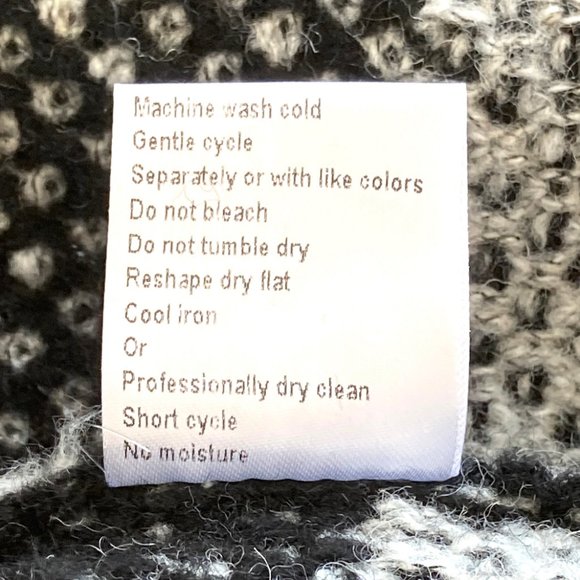 Machine wash cold
Gentle cycle
Separately or with like colors
Do not bleach
Do not tumble dry
Reshape dry flat
Cool iron
Or
Professionally dry clean
Short cycle
No moisture